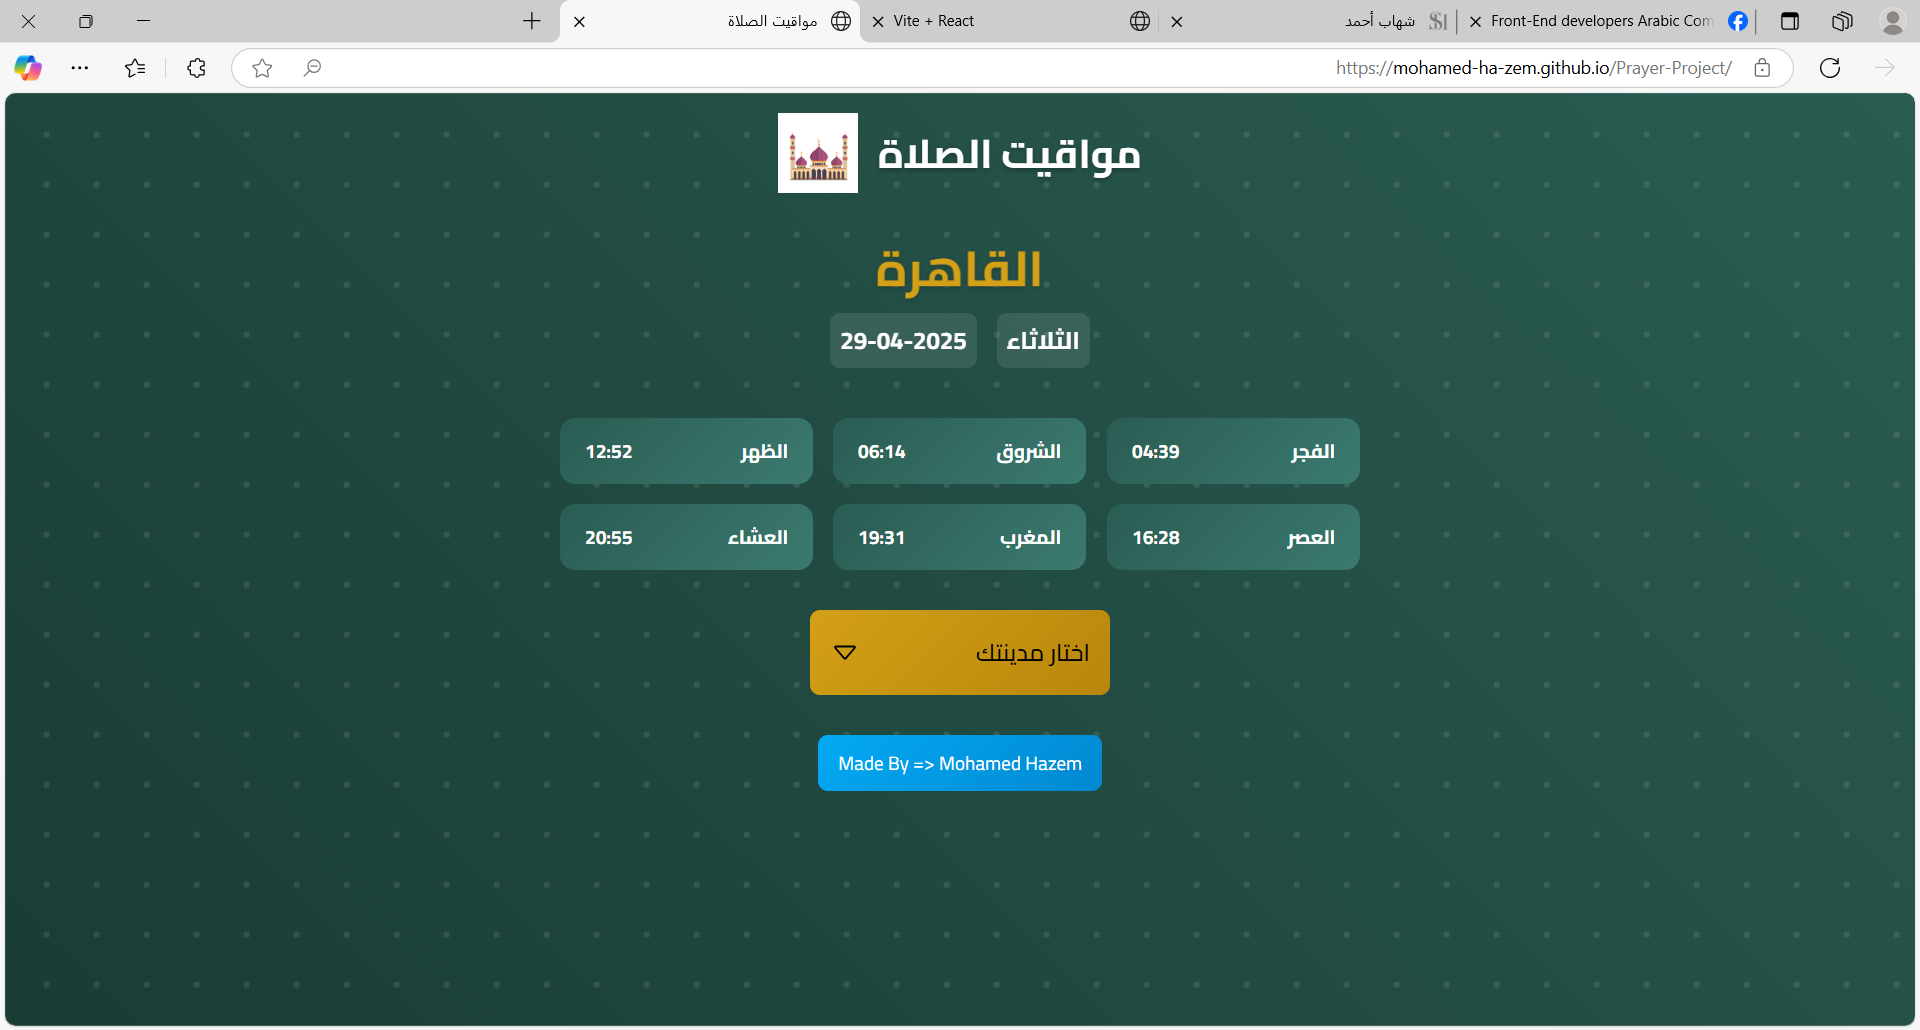 Front-End developers Arabic Com
شهاب أحمد
Vite + React
مواقيت الصلاة
https://mohamed-ha-zem.github.io/Prayer-Project/
مواقيت الصلاة
القاهرة
الثلاثاء 29-04-2025
الفجر 04:39 الشروق 06:14 الظهر 12:52
العصر 16:28 المغرب 19:31 العشاء 20:55
اختار مدينتك
Made By => Mohamed Hazem